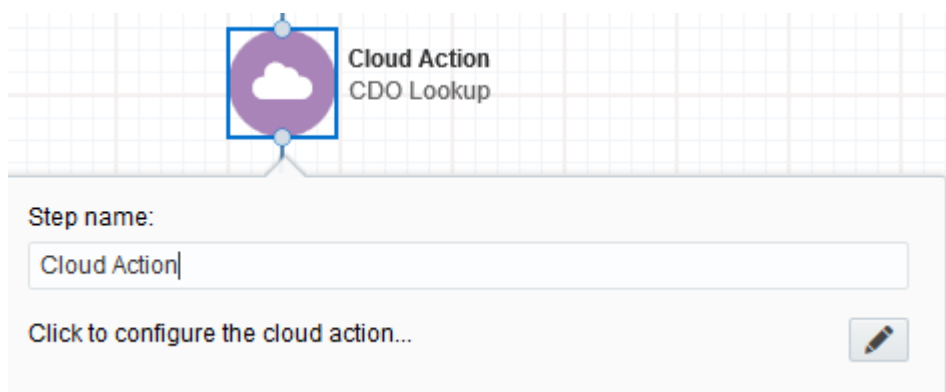 Cloud Action
CDO Lookup
Step name:
Cloud Action
Click to configure the cloud action...